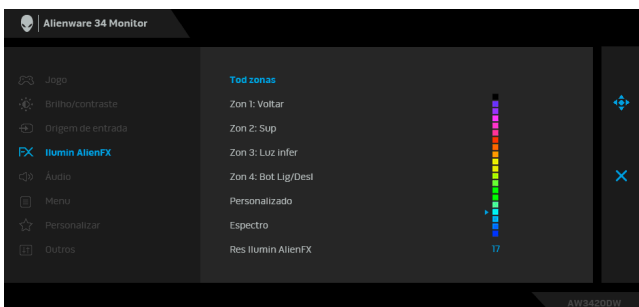 Alienware 34 Monitor
Jogo
Brilho/contraste
Origem de entrada
FX Ilumin AlienFX
Áudio
Menu
Personalizar
Outros
Tod zonas
Zon 1: Voltar
Zon 2: Sup
Zon 3: Luz infer
Zon 4: Bot Lig/Desl
Personalizado
Espectro
Res Ilumin AlienFX
17
AW3420DW